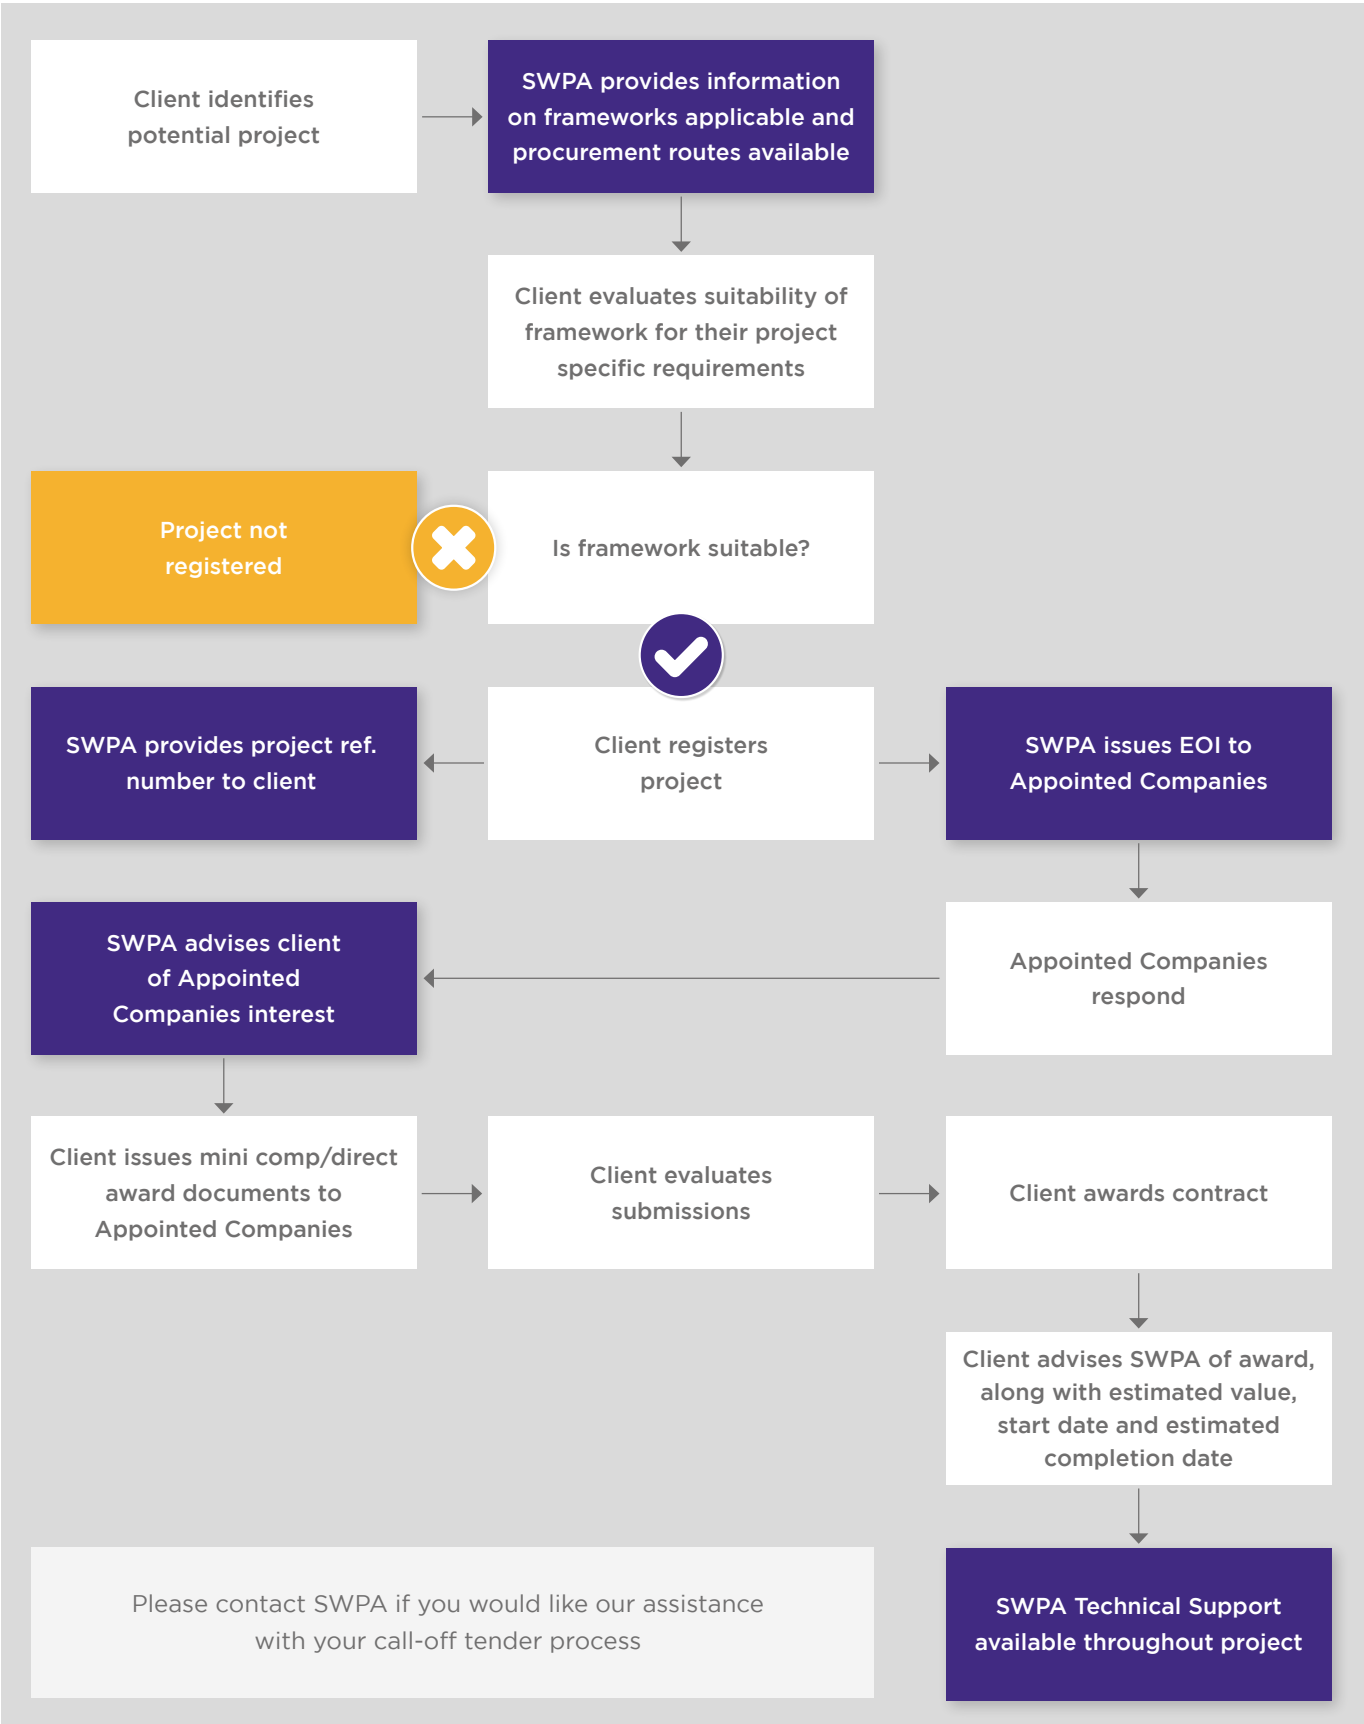 Client identifies
potential project
SWPA provides information
on frameworks applicable and
procurement routes available
Client evaluates suitability of
framework for their project
specific requirements
Project not
registered
Is framework suitable?
SWPA provides project ref.
number to client
Client registers
project
SWPA issues EOI to
Appointed Companies
SWPA advises client
of Appointed
Companies interest
Appointed Companies
respond
Client issues mini comp/direct
award documents to
Appointed Companies
Client evaluates
submissions
Client awards contract
Client advises SWPA of award,
along with estimated value,
start date and estimated
completion date
Please contact SWPA if you would like our assistance
with your call-off tender process
SWPA Technical Support
available throughout project